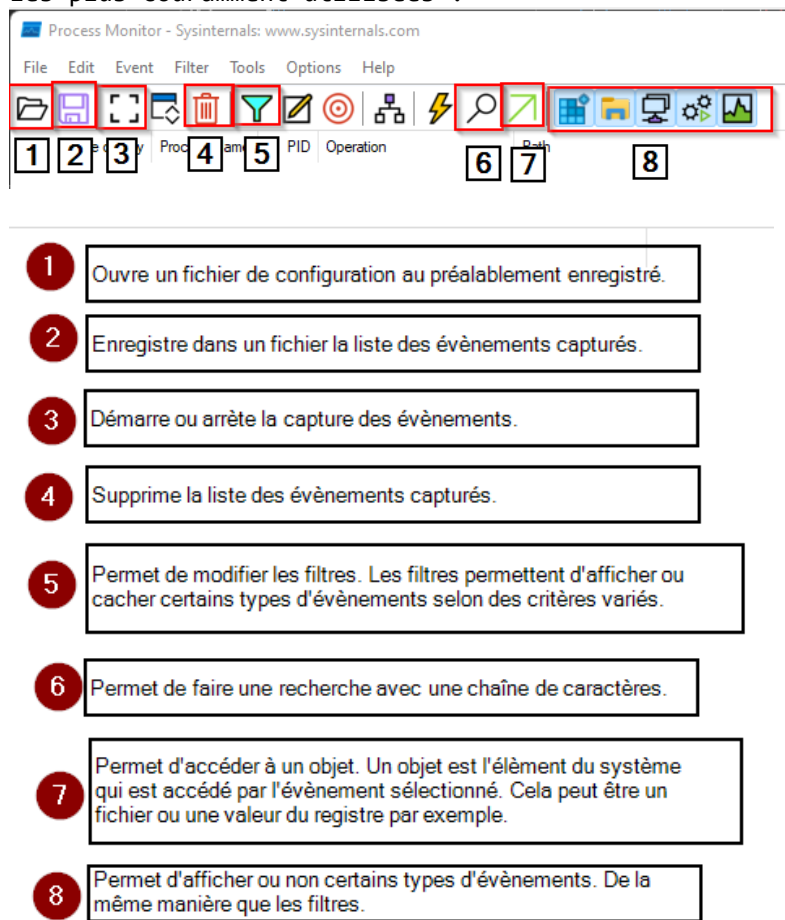 Process Monitor - Sysinternals: www.sysinternals.com
File Edit Event Filter Tools Options Help
PID Operation
1 2 3 4 5 6 7 8
1
Ouvre un fichier de configuration au préalablement enregistré.
2
Enregistre dans un fichier la liste des évènements capturés.
3
Démarre ou arrète la capture des évènements.
4
Supprime la liste des évènements capturés.
5
Permet de modifier les filtres. Les filtres permettent d'afficher ou
cacher certains types d'évènements selon des critères variés.
6
Permet de faire une recherche avec une chaîne de caractères.
7
Permet d'accéder à un objet. Un objet est l'élèment du système
qui est accédé par l'évènement sélectionné. Cela peut être un
fichier ou une valeur du registre par exemple.
8
Permet d'afficher ou non certains types d'évènements. De la
même manière que les filtres.